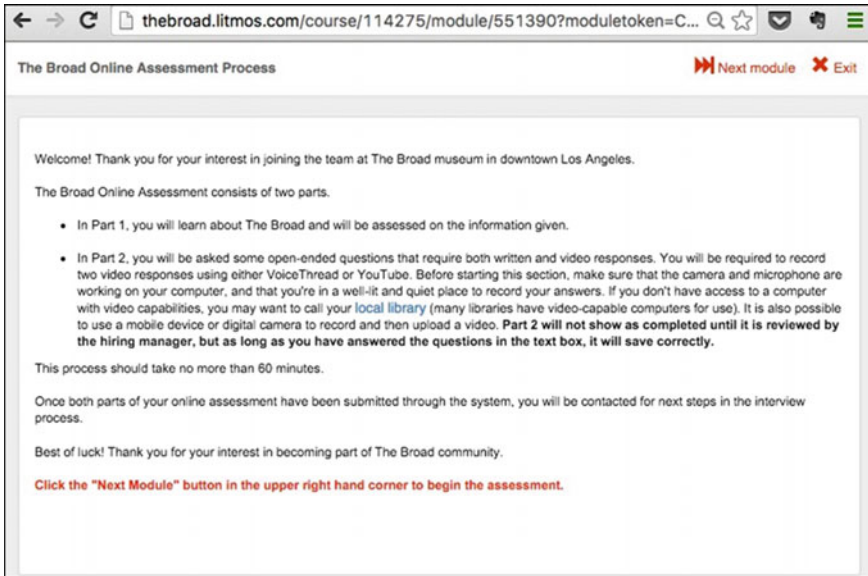 thebroad.litmos.com/course/114275/module/551390?moduletoken=C...
The Broad Online Assessment Process
Next module
Exit
Welcome! Thank you for your interest in joining the team at The Broad museum in downtown Los Angeles.
The Broad Online Assessment consists of two parts.
• In Part 1, you will learn about The Broad and will be assessed on the information given.
• In Part 2, you will be asked some open-ended questions that require both written and video responses. You will be required to record
two video responses using either VoiceThread or YouTube. Before starting this section, make sure that the camera and microphone are
working on your computer, and that you're in a well-lit and quiet place to record your answers. If you don't have access to a computer
with video capabilities, you may want to call your local library (many libraries have video-capable computers for use). It is also possible
to use a mobile device or digital camera to record and then upload a video. Part 2 will not show as completed until it is reviewed by
the hiring manager, but as long as you have answered the questions in the text box, it will save correctly.
This process should take no more than 60 minutes.
Once both parts of your online assessment have been submitted through the system, you will be contacted for next steps in the interview
process.
Best of luck! Thank you for your interest in becoming part of The Broad community.
Click the "Next Module" button in the upper right hand corner to begin the assessment.